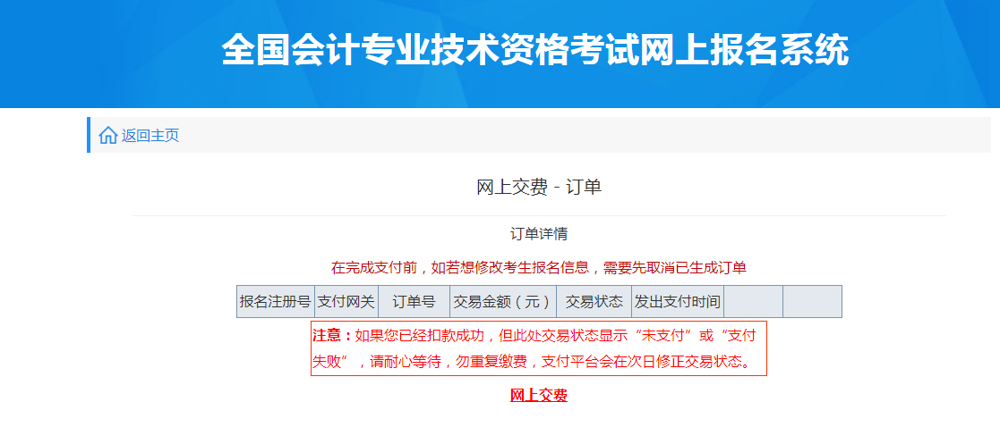 全国会计专业技术资格考试网上报名系统
返回主页
网上交费 - 订单
订单详情
在完成支付前，如若想修改考生报名信息，需要先取消已生成订单
报名注册号 支付网关 订单号 交易金额（元） 交易状态 发出支付时间
注意：如果您已经扣款成功，但此处交易状态显示“未支付”或“支付
失败”，请耐心等待，勿重复缴费，支付平台会在次日修正交易状态。
网上交费